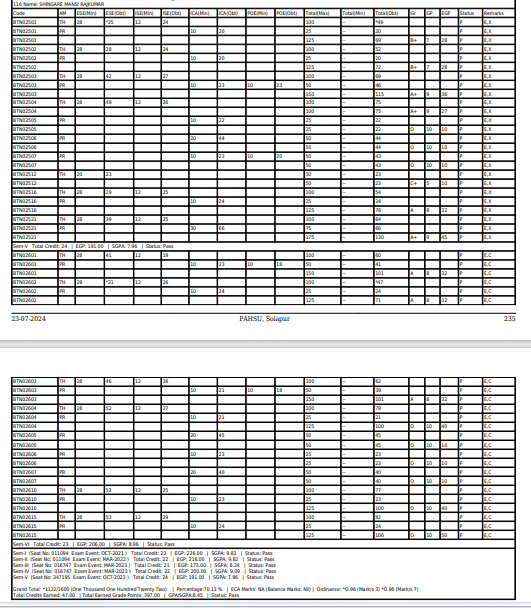 116 Name: SHINGARE MANSI RAJKUMAR
BTN02501 AM ESE(Min) ESE(Obt) ISE(Min) ISE(Obt) ICA(Min) ICA(Obt) POE(Min) POE(Obt) Total(Max) Total(Min) Total(Obt) Gr GP EGP Status Remarks
BTN02501 TH 28 *25 12 24 100 -- *49 P E,X
BTN02501 PR 10 20 25 -- 20 P E,X
BTN02501 125 -- 69 B+ 7 28 P E,X
BTN02502 TH 28 28 12 24 100 -- 52 P E,X
BTN02502 PR 10 20 25 -- 20 P E,X
BTN02502 125 -- 72 B+ 7 28 P E,X
BTN02503 TH 28 42 12 27 100 -- 69 P E,X
BTN02503 PR 10 23 10 23 50 -- 46 P E,X
BTN02503 150 -- 115 A+ 9 36 P E,X
BTN02504 TH 28 49 12 26 100 -- 75 P E,X
BTN02504 100 -- 75 A+ 9 27 P E,X
BTN02505 PR 10 22 25 -- 22 P E,X
BTN02505 25 -- 22 O 10 10 P E,X
BTN02506 PR 20 44 50 -- 44 P E,X
BTN02506 50 -- 44 O 10 10 P E,X
BTN02507 PR 10 23 10 20 50 -- 43 P E,X
BTN02507 50 -- 43 O 10 10 P E,X
BTN02512 TH 20 23 50 -- 23 P E,X
BTN02512 50 -- 23 C+ 5 10 P E,X
BTN02516 TH 28 29 12 25 100 -- 54 P E,X
BTN02516 PR 10 24 25 -- 24 P E,X
BTN02516 125 -- 78 A 8 32 P E,X
BTN02521 TH 28 39 12 25 100 -- 64 P E,X
BTN02521 PR 30 66 75 -- 66 P E,X
BTN02521 175 -- 130 A+ 9 45 P E,X
Sem-V Total Credit: 24 | EGP: 191.00 | SGPA: 7.96 | Status: Pass
BTN02601 TH 28 41 12 19 100 -- 60 P E,C
BTN02601 PR 10 23 10 18 50 -- 41 P E,C
BTN02601 150 -- 101 A 8 32 P E,C
BTN02602 TH 28 *21 12 26 100 -- *47 P E,C
BTN02602 PR 10 24 25 -- 24 P E,C
BTN02602 125 -- 71 A 8 32 P E,C
23-07-2024 PAHSU, Solapur 235
BTN02603 TH 28 46 12 16 100 -- 62 P E,C
BTN02603 PR 10 21 10 18 50 -- 39 P E,C
BTN02603 150 -- 101 A 8 32 P E,C
BTN02604 TH 28 52 12 27 100 -- 79 P E,C
BTN02604 PR 10 21 25 -- 21 P E,C
BTN02604 125 -- 100 O 10 40 P E,C
BTN02605 PR 20 45 50 -- 45 P E,C
BTN02605 50 -- 45 O 10 10 P E,C
BTN02606 PR 10 23 25 -- 23 P E,C
BTN02606 25 -- 23 O 10 10 P E,C
BTN02607 PR 20 40 50 -- 40 P E,C
BTN02607 50 -- 40 O 10 10 P E,C
BTN02610 TH 28 52 12 25 100 -- 77 P E,C
BTN02610 PR 10 23 25 -- 23 P E,C
BTN02610 125 -- 100 O 10 40 P E,C
BTN02615 TH 28 53 12 29 100 -- 82 P E,C
BTN02615 PR 10 24 25 -- 24 P E,C
BTN02615 125 -- 106 O 10 50 P E,C
Sem-VI Total Credit: 23 | EGP: 206.00 | SGPA: 8.96 | Status: Pass
Sem-I (Seat No: 011094 Exam Event: OCT-2021 ) Total Credit: 23 | EGP: 226.00 | SGPA: 9.83 | Status: Pass
Sem-II (Seat No: 011094 Exam Event: MAR-2022 ) Total Credit: 22 | EGP: 216.00 | SGPA: 9.82 | Status: Pass
Sem-III (Seat No: 016747 Exam Event: MAR-2023 ) Total Credit: 21 | EGP: 173.00 | SGPA: 8.24 | Status: Pass
Sem-IV (Seat No: 016747 Exam Event: MAR-2023 ) Total Credit: 22 | EGP: 200.00 | SGPA: 9.09 | Status: Pass
Sem-V (Seat No: 347195 Exam Event: OCT-2023 ) Total Credit: 24 | EGP: 191.00 | SGPA: 7.96 | Status: Pass
Grand Total: *1122/1600 (One Thousand One Hundred Twenty Two) | Percentage:70.13 % | ECA Marks: NA (Balance Marks: Nil) | Ordinance: *O.96 (Mark/s 3) *O.96 (Mark/s 7)
Total Credits Earned: 47.00 | Total Earned Grade Points: 397.00 | GPA/SGPA:8.45 | Status: Pass